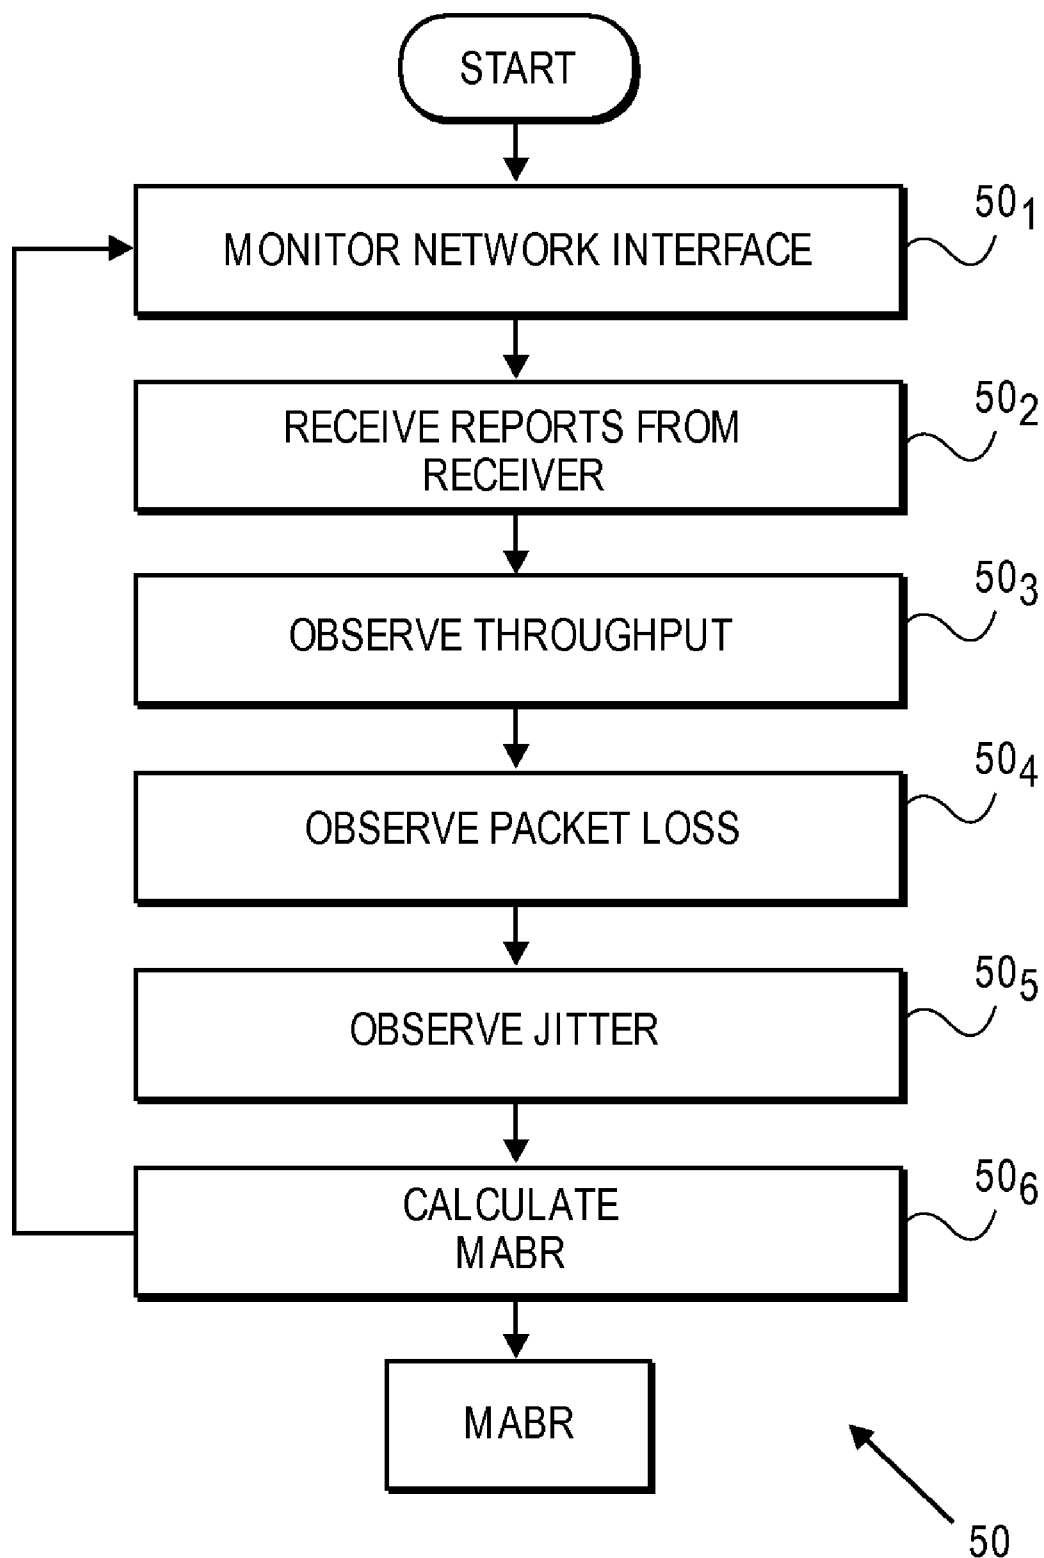 START
MONITOR NETWORK INTERFACE
50₁
RECEIVE REPORTS FROM
RECEIVER
50₂
OBSERVE THROUGHPUT
50₃
OBSERVE PACKET LOSS
50₄
OBSERVE JITTER
50₅
CALCULATE
MABR
50₆
MABR
50